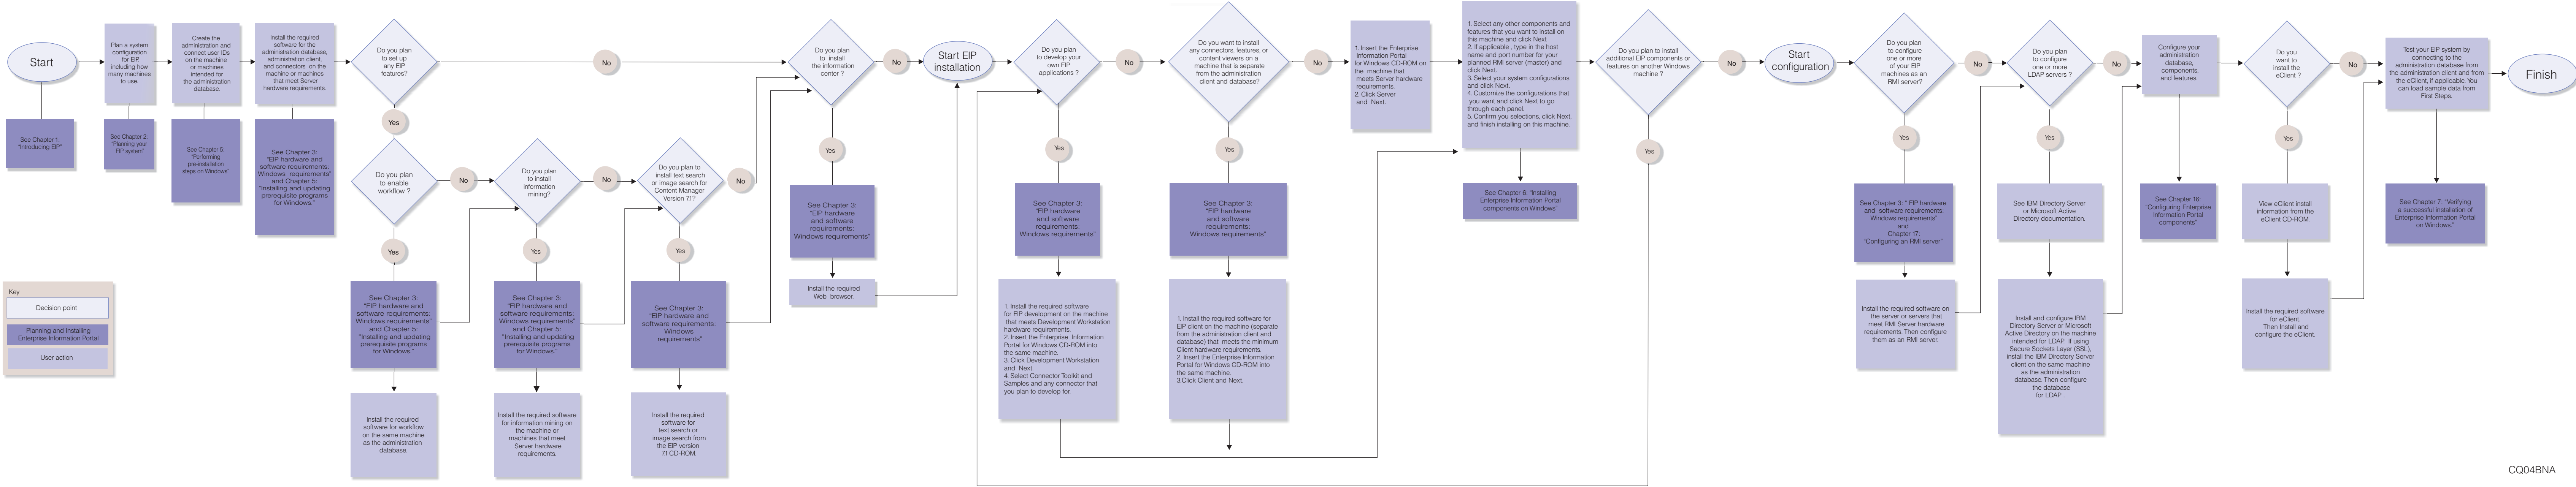 Start
Plan a system
configuration
for EIP,
including how
many machines
to use.
Create the
administration and
connect user IDs
on the machine
or machines
intended for
the administration
database.
Install the required
software for the
administration database,
administration client,
and connectors on the
machine or machines
that meet Server
hardware requirements.
Do you plan
to set up
any EIP
features?
No
Do you plan
to install
the information
center ?
No
Start EIP
installation
Do you plan
to develop your
own EIP
applications ?
No
Do you want to install
any connectors, features, or
content viewers on a
machine that is separate
from the administration
client and database?
No
1. Insert the Enterprise
Information Portal
for Windows CD-ROM on
the machine that
meets Server hardware
requirements.
2. Click Server
and Next.
1. Select any other components and
features that you want to install on
this machine and click Next
2. If applicable , type in the host
name and port number for your
planned RMI server (master) and
click Next.
3. Select your system configurations
and click Next.
4. Customize the configurations that
you want and click Next to go
through each panel.
5. Confirm you selections, click Next,
and finish installing on this machine.
Do you plan to install
additional EIP components or
features on another Windows
machine ?
No
Start
configuration
Do you plan
to configure
one or more
of your EIP
machines as an
RMI server?
No
Do you plan
to configure
one or more
LDAP servers ?
No
Configure your
administration
database,
components,
and features.
Do you
want to
install the
eClient ?
No
Test your EIP system by
connecting to the
administration database from
the administration client and from
the eClient, if applicable. You
can load sample data from
First Steps.
Finish
See Chapter 1:
"Introducing EIP"
See Chapter 2:
"Planning your
EIP system"
See Chapter 5:
"Performing
pre-installation
steps on Windows"
See Chapter 3:
"EIP hardware and
software requirements:
Windows requirements"
and Chapter 5:
"Installing and updating
prerequisite programs
for Windows."
Yes
Do you plan
to enable
workflow ?
No
Do you plan
to install
information
mining?
No
Do you plan to
install text search
or image search for
Content Manager
Version 7.1?
No
Yes
Yes
Yes
See Chapter 3:
"EIP hardware and
software requirements:
Windows requirements"
and Chapter 5:
"Installing and updating
prerequisite programs
for Windows."
See Chapter 3:
"EIP hardware and
software requirements:
Windows requirements"
and Chapter 5:
"Installing and updating
prerequisite programs
for Windows."
See Chapter 3:
"EIP hardware and
software requirements:
Windows
requirements"
Install the required
software for workflow
on the same machine
as the administration
database.
Install the required software
for information mining on
the machine or
machines that meet
Server hardware
requirements.
Install the required
software for
text search or
image search from
the EIP version
7.1 CD-ROM.
Yes
See Chapter 3:
"EIP hardware
and software
requirements:
Windows requirements"
Install the required
Web browser.
Yes
See Chapter 3:
"EIP hardware
and software
requirements:
Windows requirements"
1. Install the required software
for EIP development on the machine
that meets Development Workstation
hardware requirements.
2. Insert the Enterprise Information
Portal for Windows CD-ROM into
the same machine.
3. Click Development Workstation
and Next.
4. Select Connector Toolkit and
Samples and any connector that
you plan to develop for.
Yes
See Chapter 3:
"EIP hardware
and software
requirements:
Windows requirements"
1. Install the required software for
EIP client on the machine (separate
from the administration client and
database) that meets the minimum
Client hardware requirements.
2. Insert the Enterprise Information
Portal for Windows CD-ROM into
the same machine.
3.Click Client and Next.
See Chapter 6: "Installing
Enterprise Information Portal
components on Windows"
Yes
Yes
See Chapter 3: " EIP hardware
and software requirements:
Windows requirements"
and
Chapter 17:
"Configuring an RMI server"
Install the required software on
the server or servers that
meet RMI Server hardware
requirements. Then configure
them as an RMI server.
Yes
See IBM Directory Server
or Microsoft Active
Directory documentation.
Install and configure IBM
Directory Server or Microsoft
Active Directory on the machine
intended for LDAP. If using
Secure Sockets Layer (SSL),
install the IBM Directory Server
client on the same machine
as the administration
database. Then configure
the database
for LDAP .
See Chapter 16:
"Configuring Enterprise
Information Portal
components"
Yes
View eClient install
information from the
eClient CD-ROM.
Install the required software
for eClient.
Then Install and
configure the eClient.
See Chapter 7: "Verifying
a successful installation of
Enterprise Information Portal
on Windows."
Key
Decision point
Planning and Installing
Enterprise Information Portal
User action
CQ04BNA